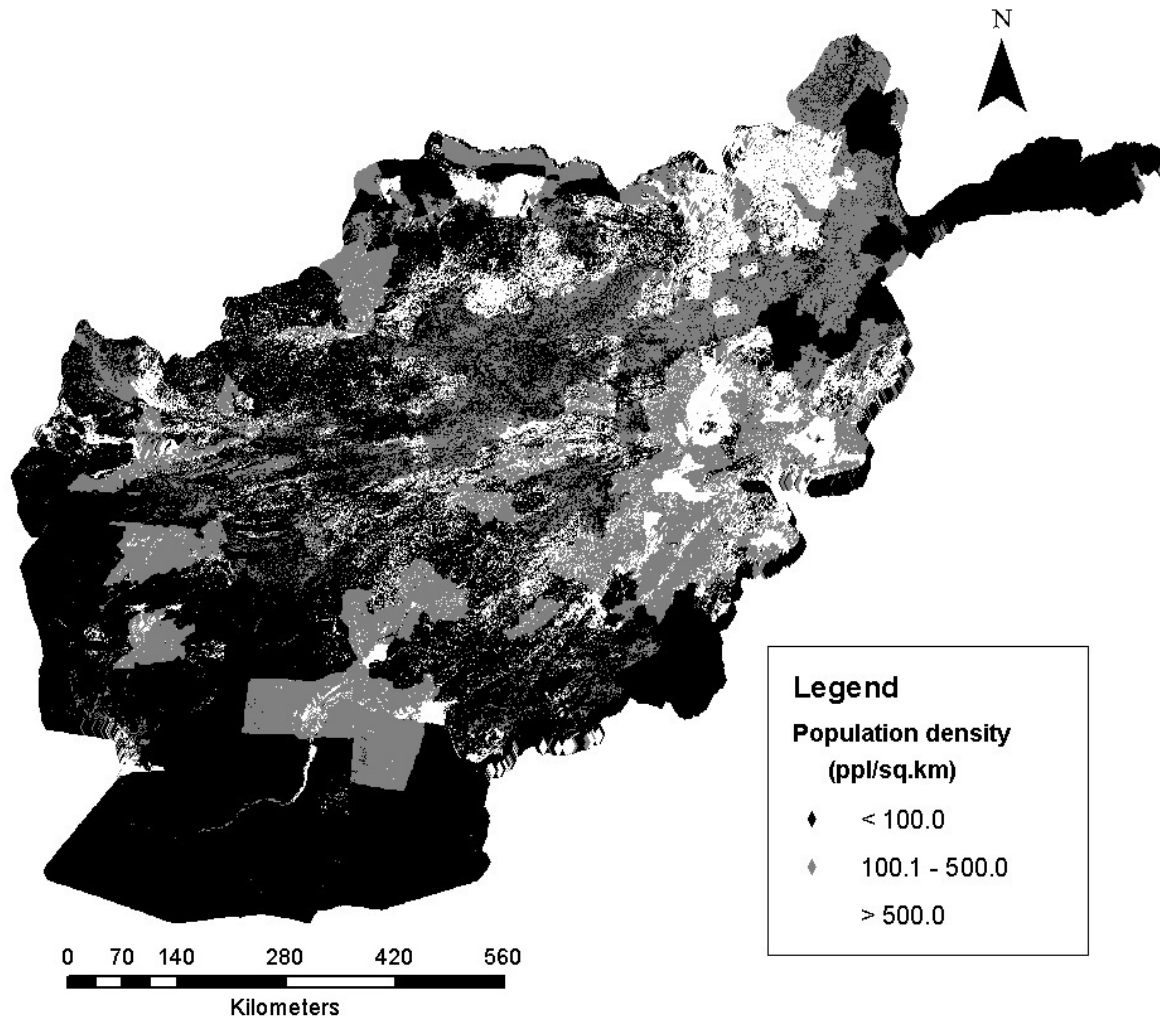 N
Legend
Population density
(ppl/sq.km)
< 100.0
100.1 - 500.0
> 500.0
0 70 140 280 420 560
Kilometers